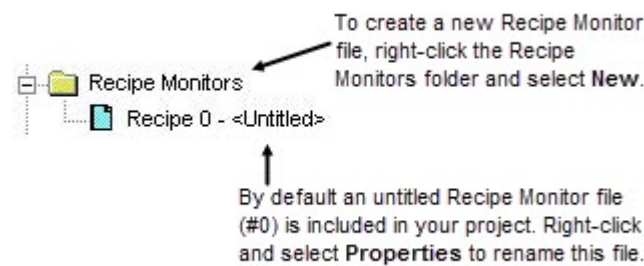 To create a new Recipe Monitor
file, right-click the Recipe
Monitors folder and select New.
Recipe Monitors
Recipe 0 - <Untitled>
By default an untitled Recipe Monitor file
(#0) is included in your project. Right-click
and select Properties to rename this file.